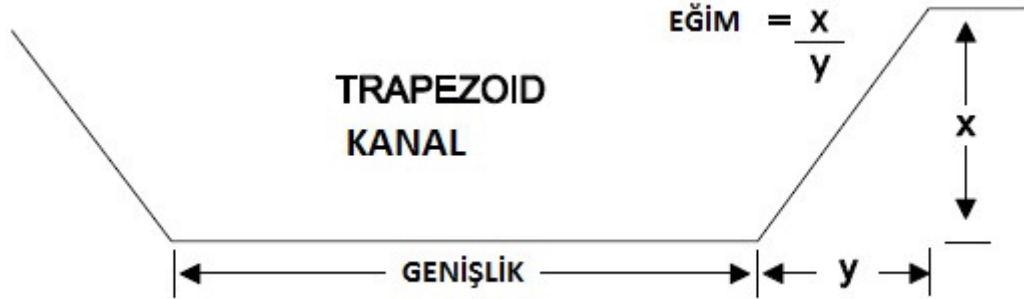 EĞİM = x
y
TRAPEZOID
KANAL
x
GENİŞLİK
y